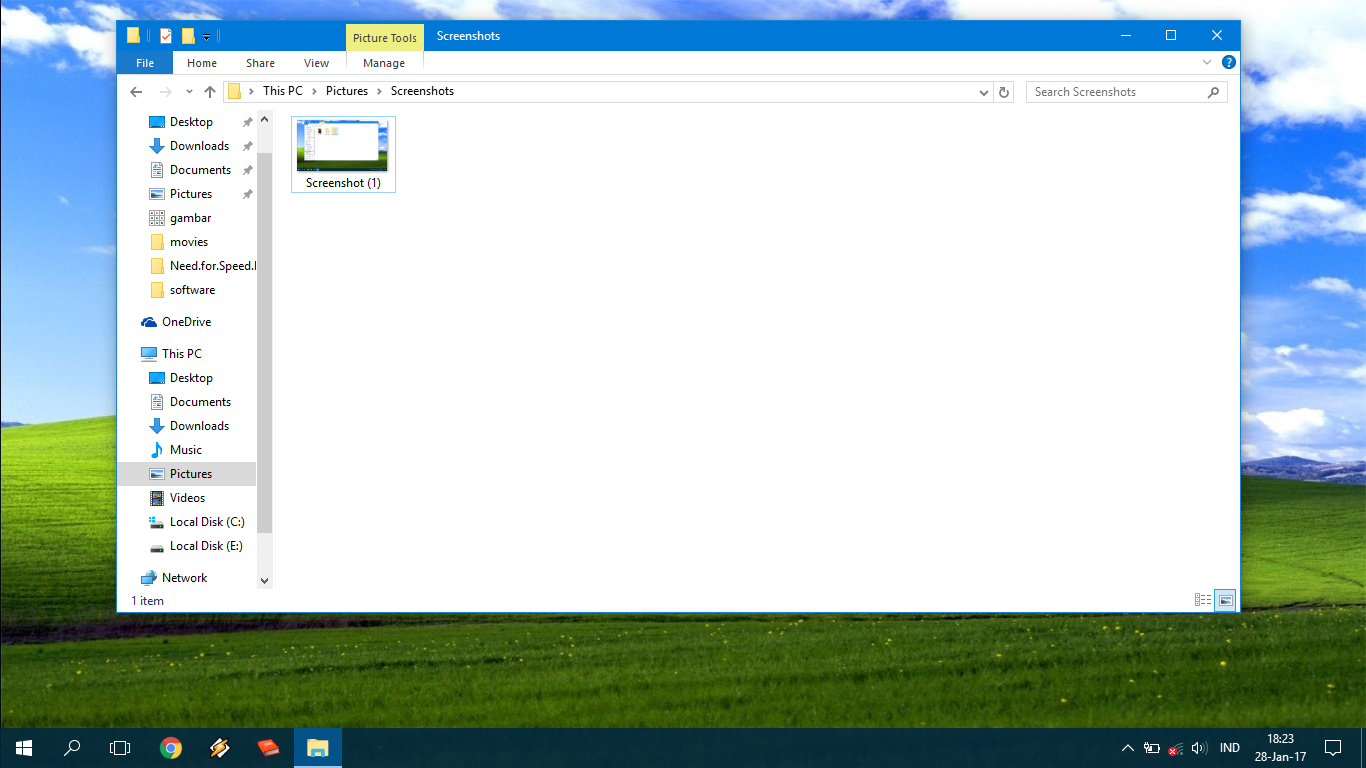 Picture Tools Screenshots
File Home Share View Manage
This PC Pictures Screenshots
Search Screenshots
Desktop
Downloads
Documents
Pictures
gambar
movies
Need.for.Speed.
software
OneDrive
This PC
Desktop
Documents
Downloads
Music
Pictures
Videos
Local Disk (C:)
Local Disk (E:)
Network
Screenshot (1)
1 item
IND
18:23
28-Jan-17